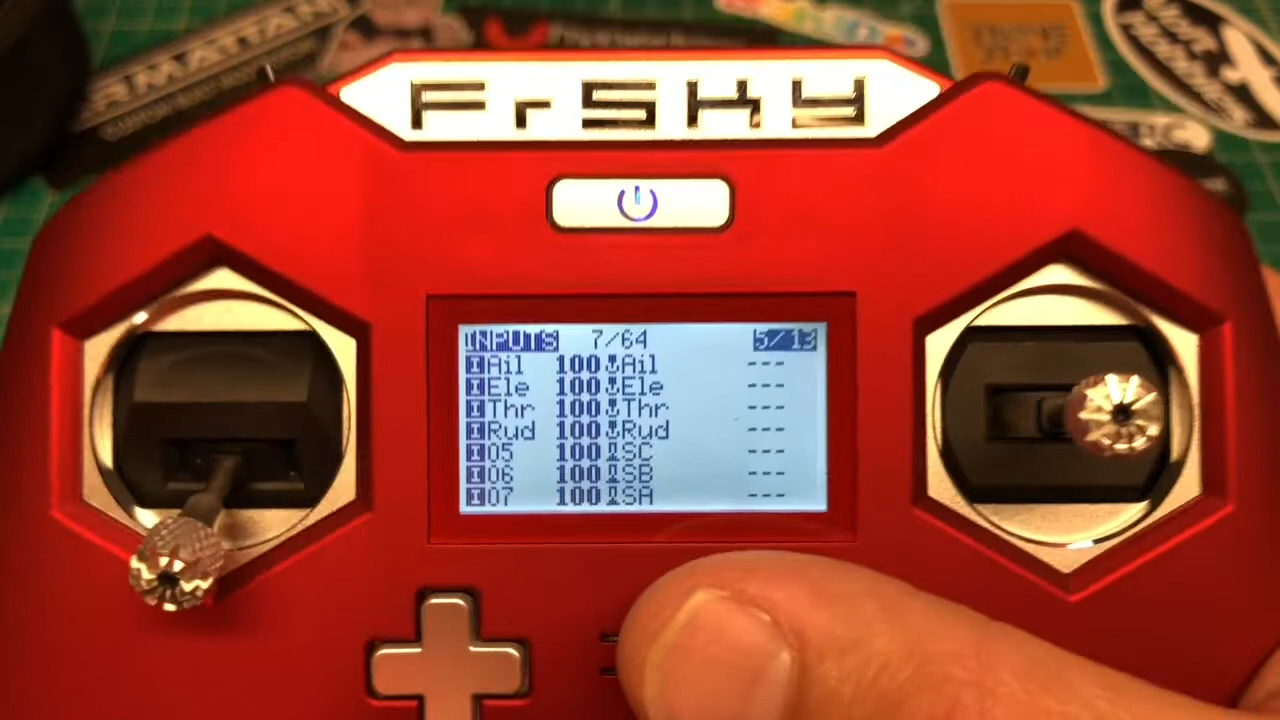 RMATTAN
FrSKY
INPUTS 7/64 5/13
I Ail 100 Ail ---
I Ele 100 Ele ---
I Thr 100 Thr ---
I Rud 100 Rud ---
I 05 100 SC ---
I 06 100 SB ---
I 07 100 SA ---